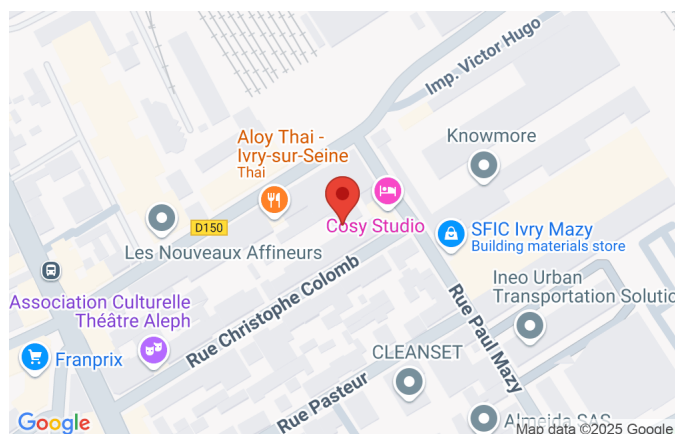 Imp. Victor Hugo
Aloy Thai -
Ivry-sur-Seine
Thai
Knowmore
D150
Cosy Studio
SFIC Ivry Mazy
Building materials store
Les Nouveaux Affineurs
Ineo Urban
Transportation Solutio
Association Culturelle
Théâtre Aleph
Rue Christophe Colomb
Rue Paul Mazy
Franprix
CLEANSET
Rue Pasteur
Almeida SAS
Google
Map data ©2025 Google